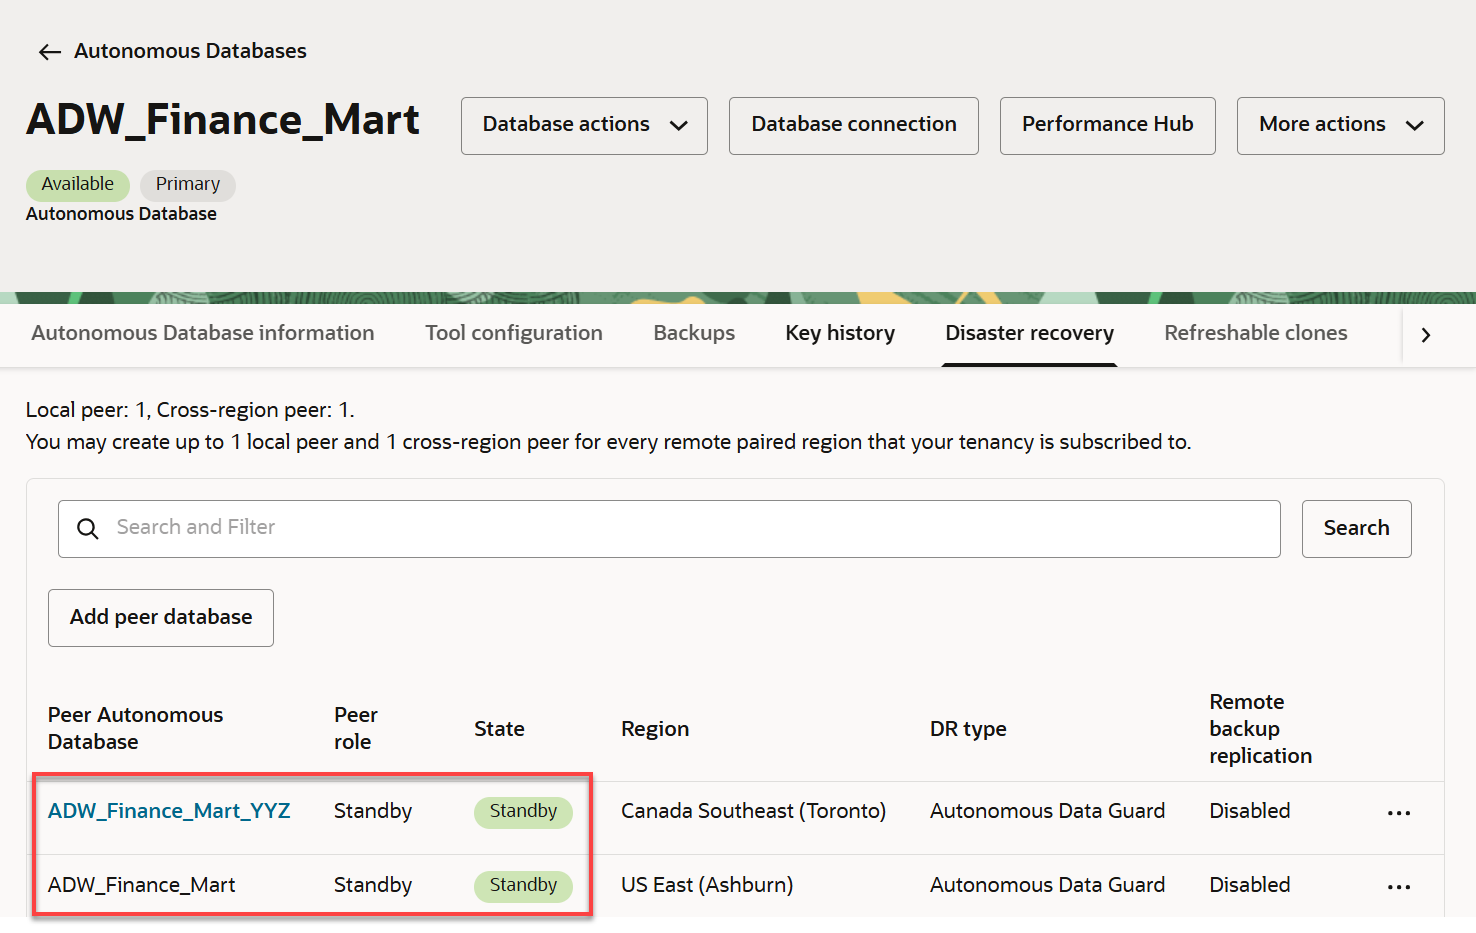 Autonomous Databases
ADW_Finance_Mart
Database actions
Database connection
Performance Hub
More actions
Available
Primary
Autonomous Database
Autonomous Database information
Tool configuration
Backups
Key history
Disaster recovery
Refreshable clones
Local peer: 1, Cross-region peer: 1.
You may create up to 1 local peer and 1 cross-region peer for every remote paired region that your tenancy is subscribed to.
Search and Filter
Search
Add peer database
Peer Autonomous
Database
Peer
role
State
Region
DR type
Remote
backup
replication
ADW_Finance_Mart_YYZ
Standby
Standby
Canada Southeast (Toronto)
Autonomous Data Guard
Disabled
ADW_Finance_Mart
Standby
Standby
US East (Ashburn)
Autonomous Data Guard
Disabled